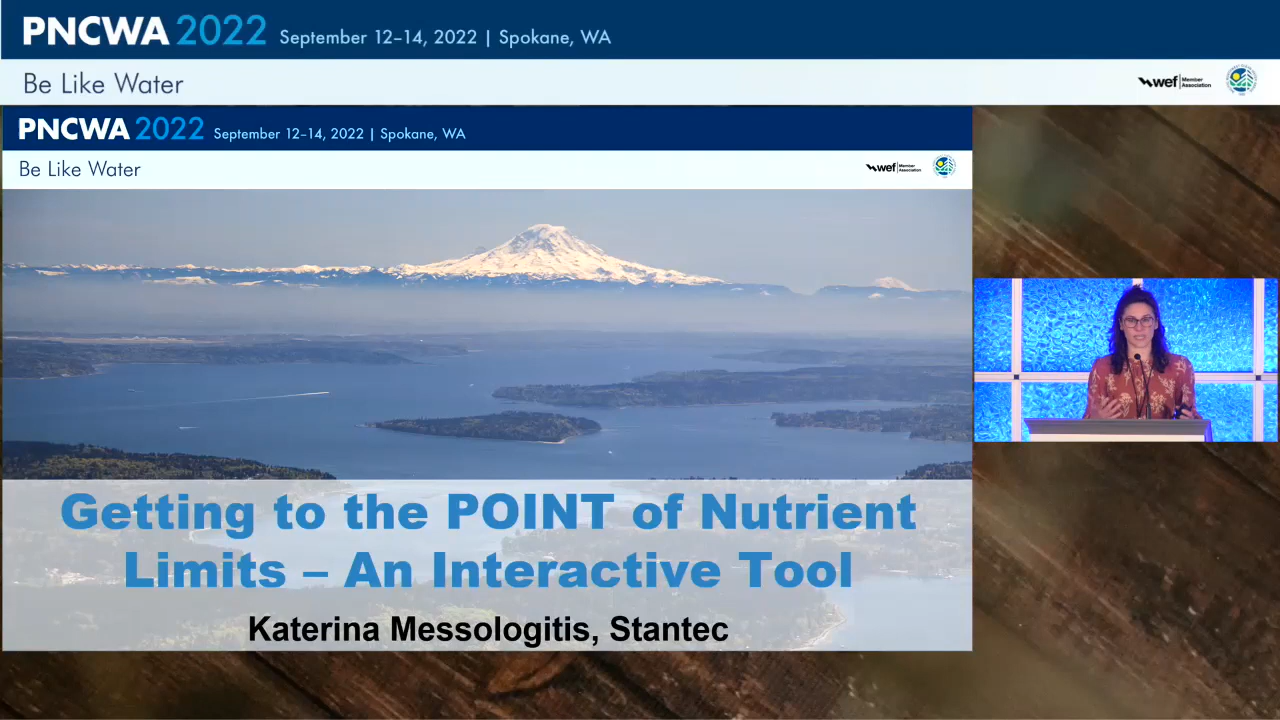 PNCWA 2022 September 12–14, 2022 | Spokane, WA
Be Like Water
wef Member Association
PNCWA 2022 September 12–14, 2022 | Spokane, WA
Be Like Water
wef Member Association
Getting to the POINT of Nutrient
Limits – An Interactive Tool
Katerina Messologitis, Stantec